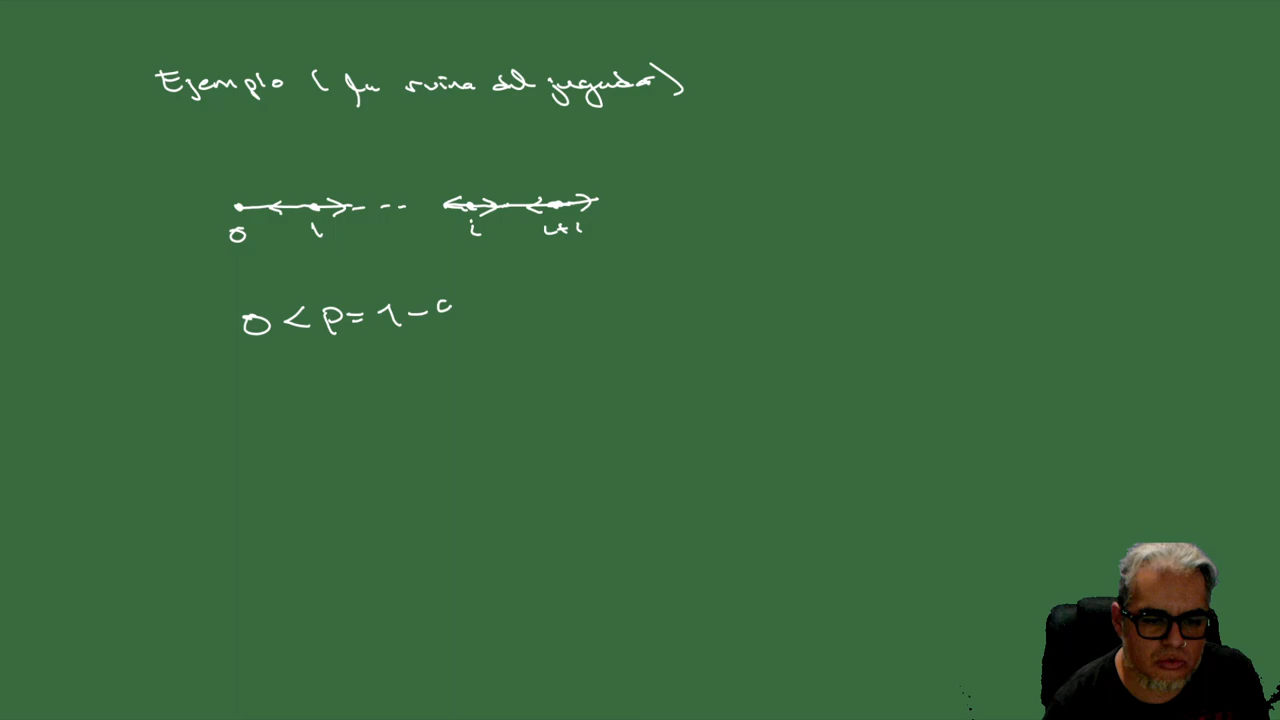 Ejemplo (La ruina del jugador)
0 1 i i+1
0 < p = 1 -